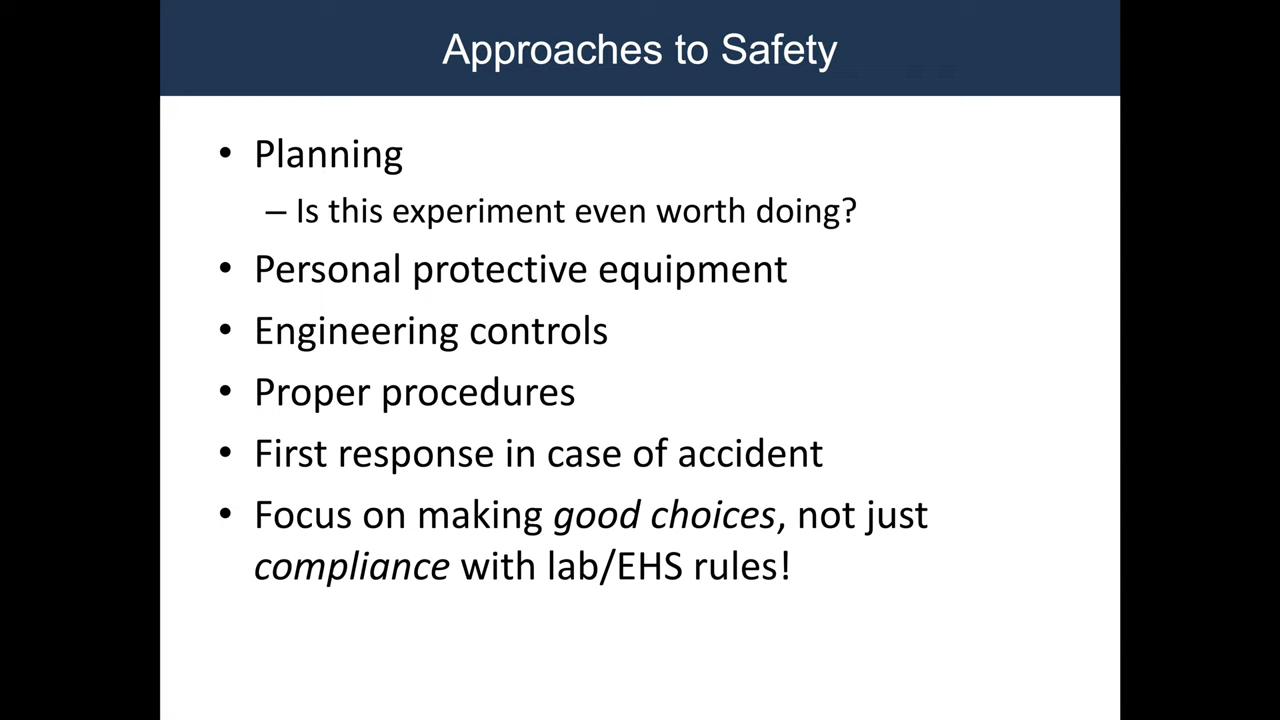 Approaches to Safety
• Planning
– Is this experiment even worth doing?
• Personal protective equipment
• Engineering controls
• Proper procedures
• First response in case of accident
• Focus on making good choices, not just
compliance with lab/EHS rules!